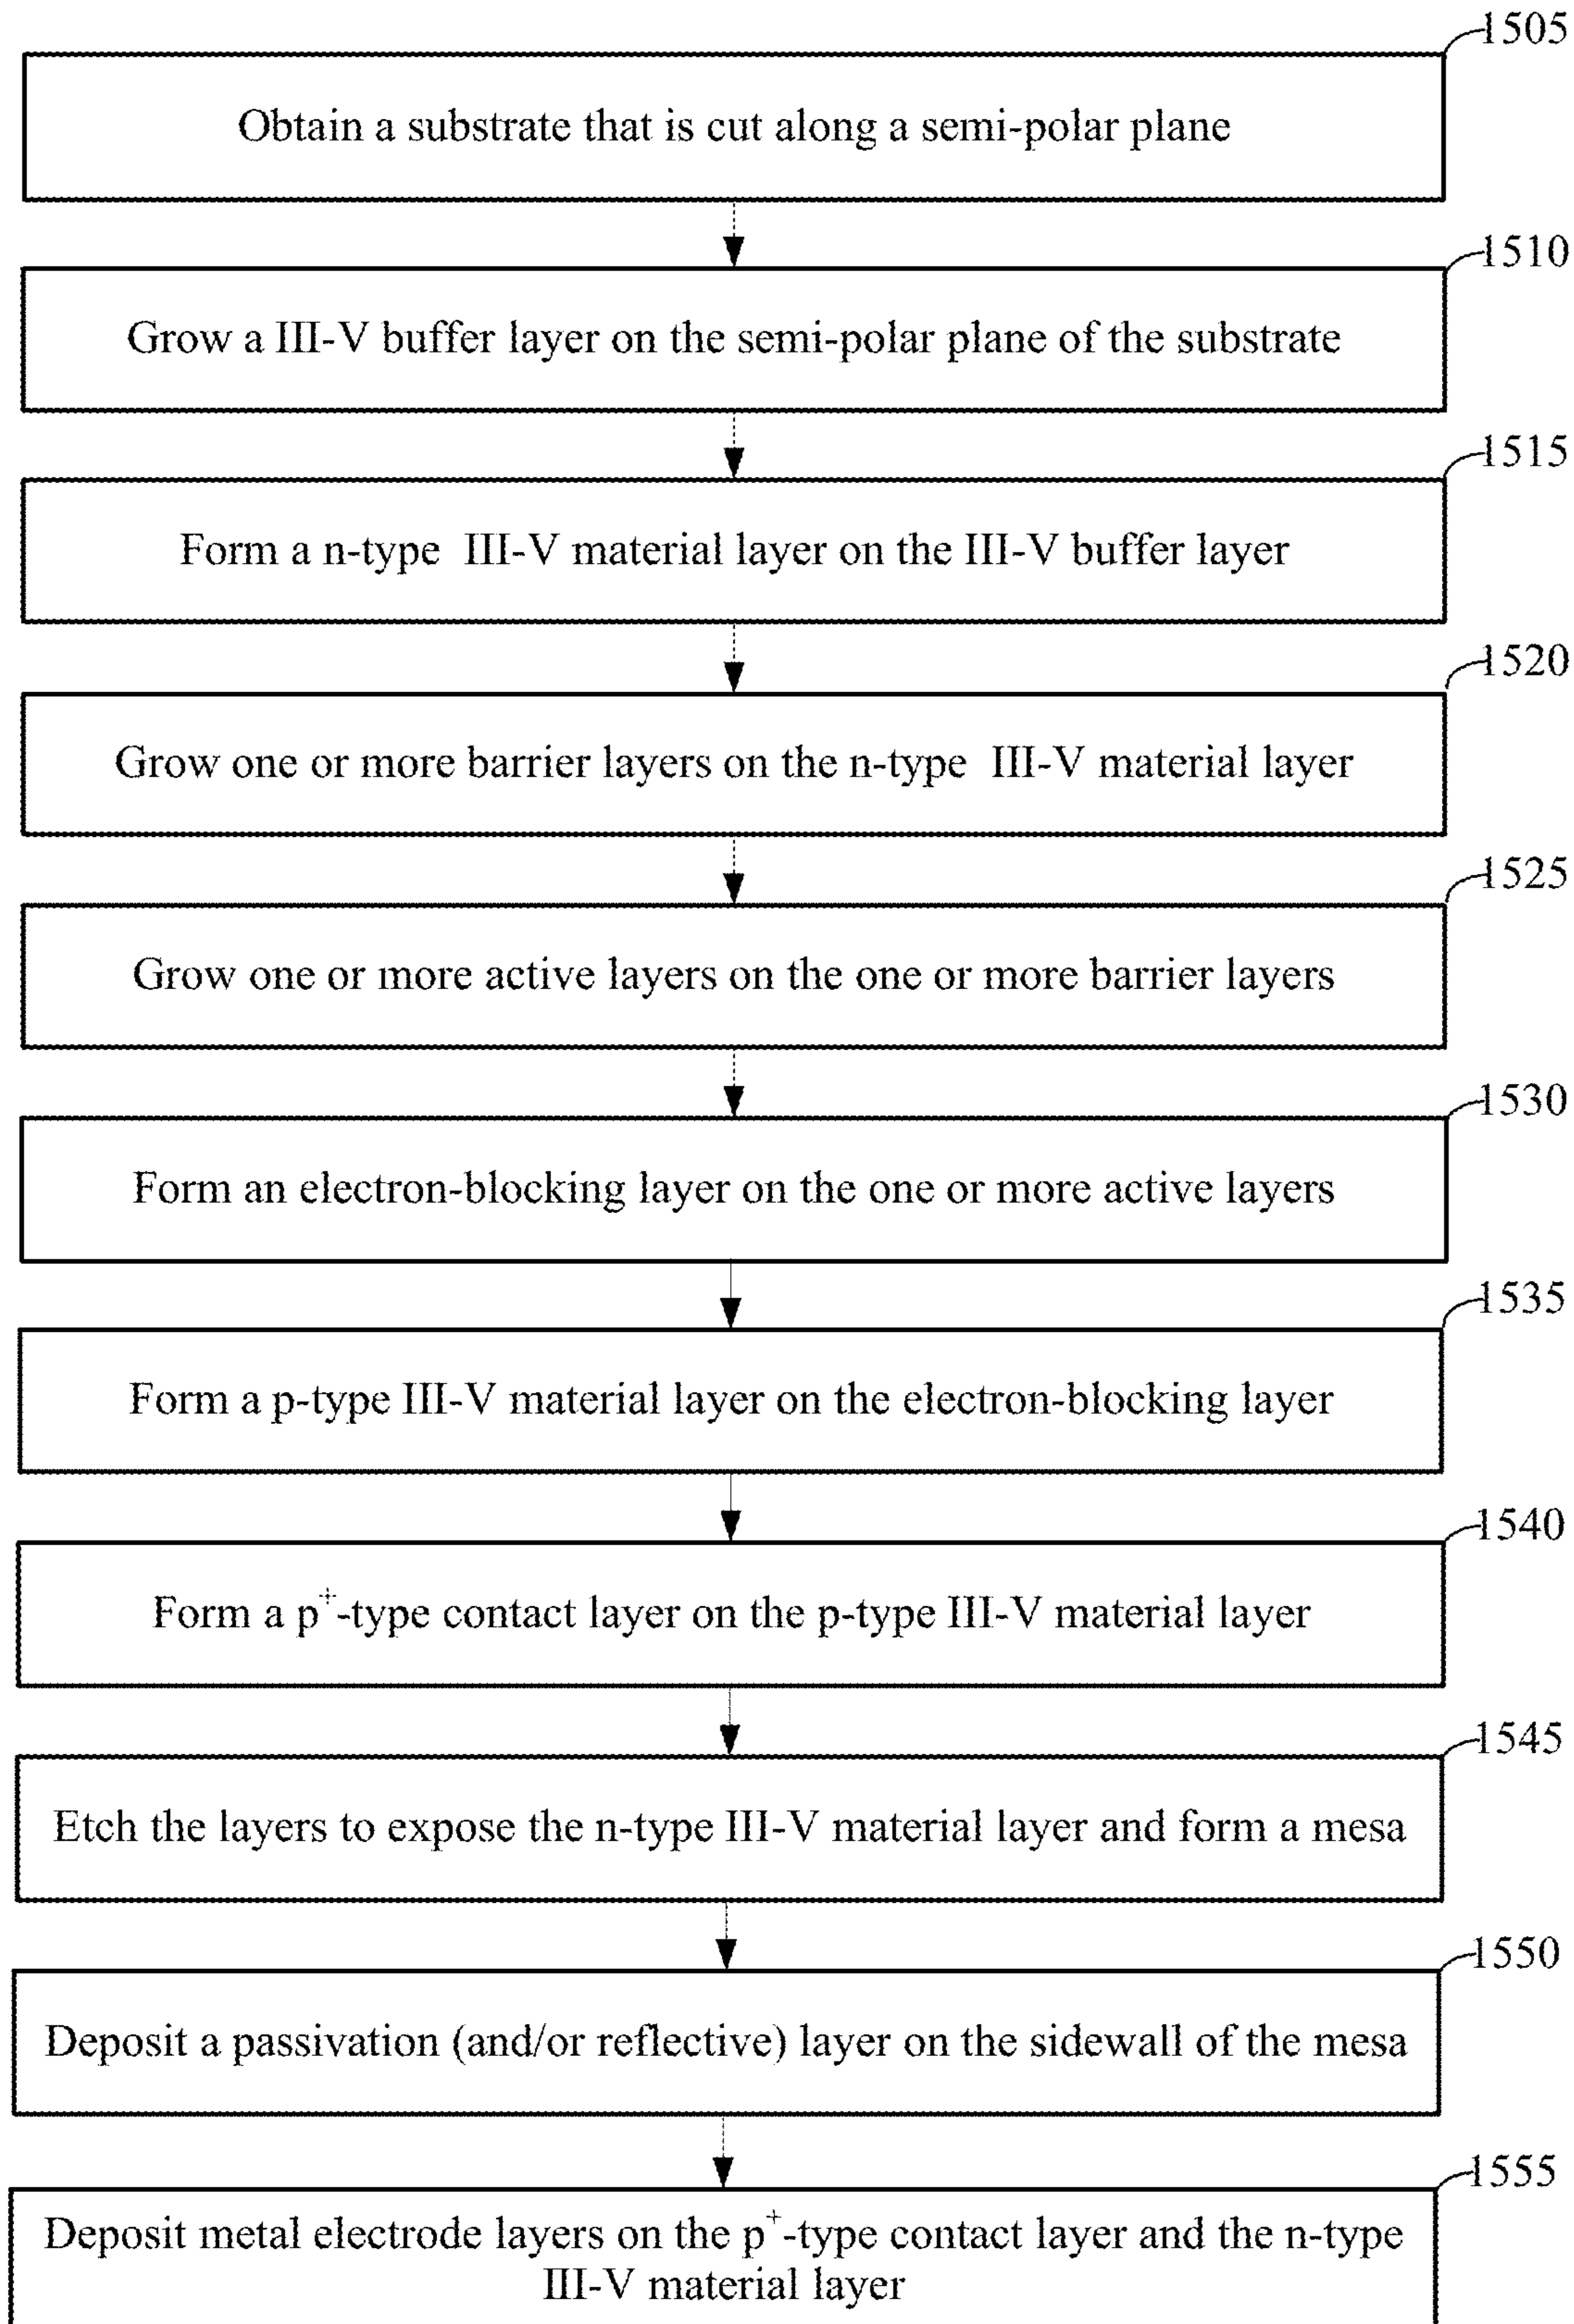 1505
Obtain a substrate that is cut along a semi-polar plane
1510
Grow a III-V buffer layer on the semi-polar plane of the substrate
1515
Form a n-type III-V material layer on the III-V buffer layer
1520
Grow one or more barrier layers on the n-type III-V material layer
1525
Grow one or more active layers on the one or more barrier layers
1530
Form an electron-blocking layer on the one or more active layers
1535
Form a p-type III-V material layer on the electron-blocking layer
1540
Form a p⁺-type contact layer on the p-type III-V material layer
1545
Etch the layers to expose the n-type III-V material layer and form a mesa
1550
Deposit a passivation (and/or reflective) layer on the sidewall of the mesa
1555
Deposit metal electrode layers on the p⁺-type contact layer and the n-type
III-V material layer